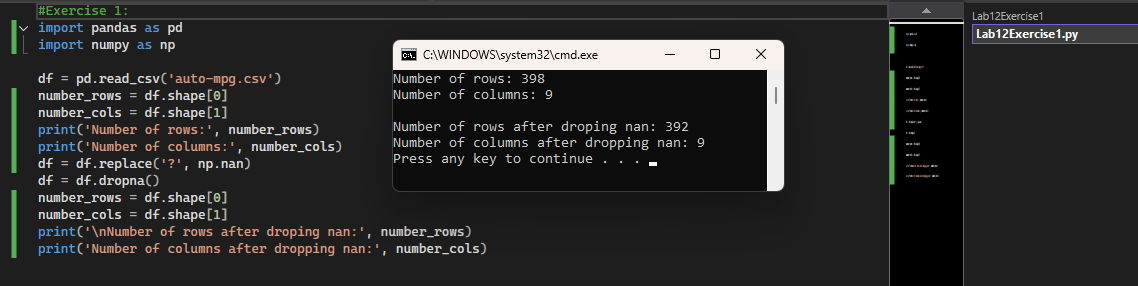 #Exercise 1:
import pandas as pd
import numpy as np
df = pd.read_csv('auto-mpg.csv')
number_rows = df.shape[0]
number_cols = df.shape[1]
print('Number of rows:', number_rows)
print('Number of columns:', number_cols)
df = df.replace('?', np.nan)
df = df.dropna()
number_rows = df.shape[0]
number_cols = df.shape[1]
print('\nNumber of rows after droping nan:', number_rows)
print('Number of columns after dropping nan:', number_cols)
C:\WINDOWS\system32\cmd.exe
Number of rows: 398
Number of columns: 9
Number of rows after droping nan: 392
Number of columns after dropping nan: 9
Press any key to continue . . .
Lab12Exercise1
Lab12Exercise1.py